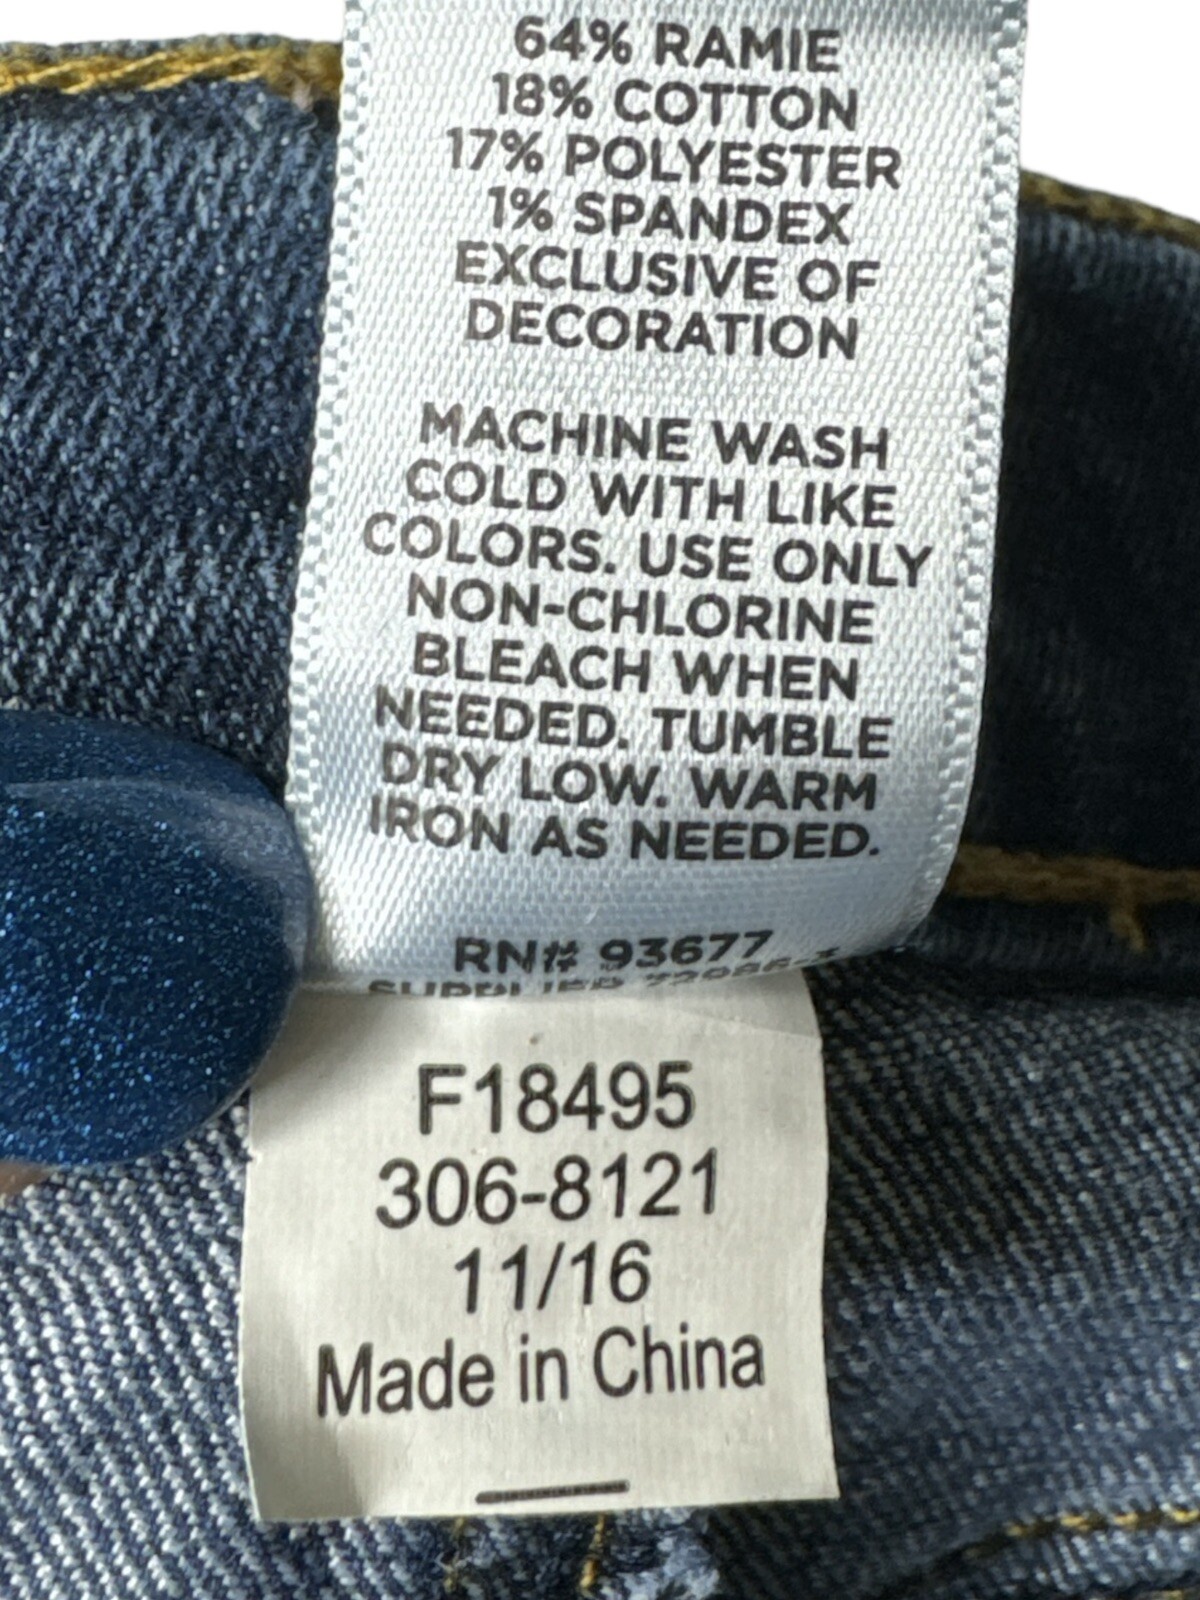 64% RAMIE
18% COTTON
17% POLYESTER
1% SPANDEX
EXCLUSIVE OF
DECORATION
MACHINE WASH
COLD WITH LIKE
COLORS. USE ONLY
NON-CHLORINE
BLEACH WHEN
NEEDED. TUMBLE
DRY LOW. WARM
IRON AS NEEDED.
RN# 93677
SUPPLIER
F18495
306-8121
11/16
Made in China